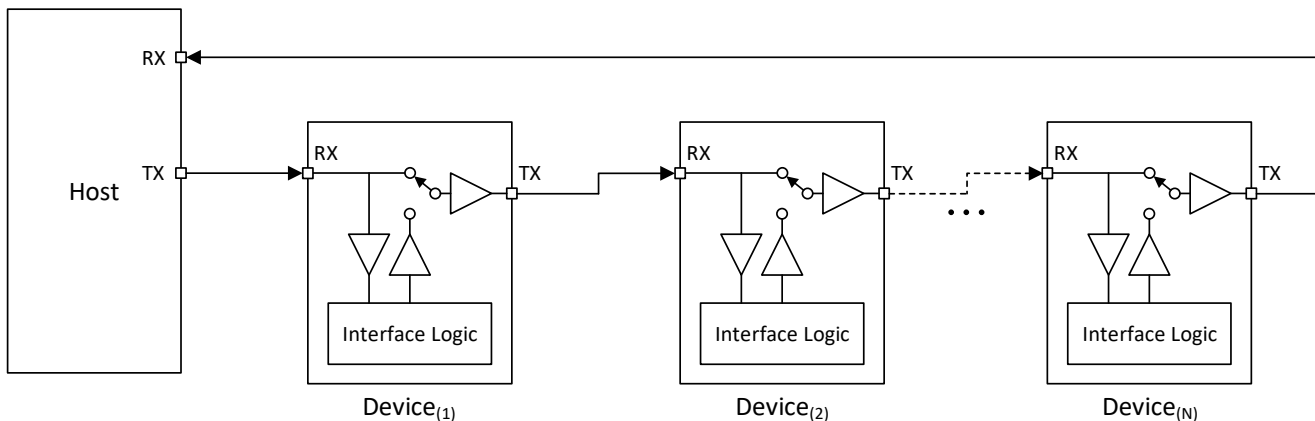 RX
TX
Host
RX
TX
Interface Logic
Device(1)
RX
TX
Interface Logic
Device(2)
• • •
RX
TX
Interface Logic
Device(N)